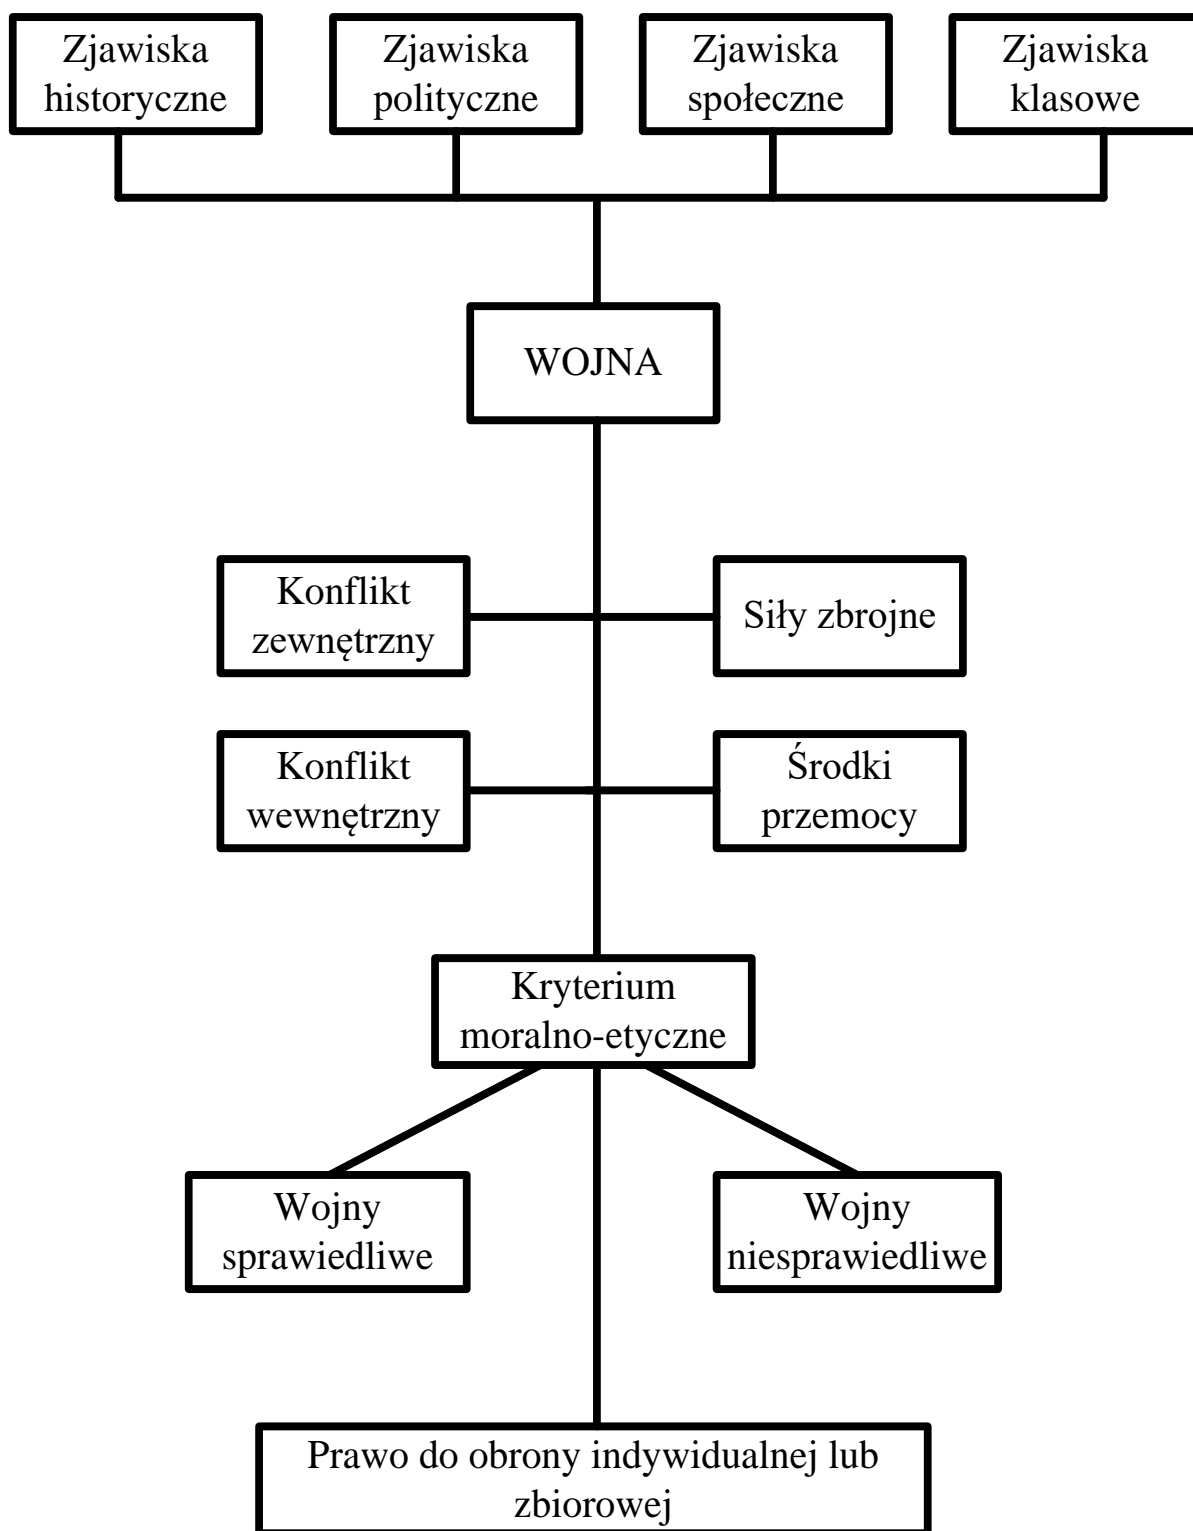 Zjawiska
historyczne
Zjawiska
polityczne
Zjawiska
społeczne
Zjawiska
klasowe
WOJNA
Konflikt
zewnętrzny
Siły zbrojne
Konflikt
wewnętrzny
Środki
przemocy
Kryterium
moralno-etyczne
Wojny
sprawiedliwe
Wojny
niesprawiedliwe
Prawo do obrony indywidualnej lub
zbiorowej